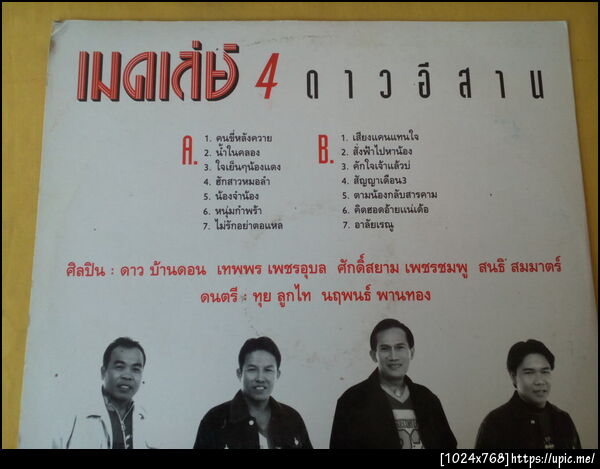 เมดเล่ย์ 4 ดาวอีสาน
A.
1. คนขี่หลังควาย
2. น้ำในคลอง
3. ใจเย็นๆน้องแดง
4. ฮักสาวหมอลำ
5. น้องจ๋าน้อง
6. หนุ่มกำพร้า
7. ไม่รักอย่าตอแหล
B.
1. เสียงแคนแทนใจ
2. สั่งฟ้าไปหาน้อง
3. คักใจเจ้าแล้วบ่
4. สัญญาเดือน3
5. ตามน้องกลับสารคาม
6. คิดฮอดอ้ายแน่เด้อ
7. อาลัยเรณู
ศิลปิน : ดาว บ้านดอน เทพพร เพชรอุบล ศักดิ์สยาม เพชรชมพู สนธิ สมมาตร์
ดนตรี : ทุย ลูกไท นฤพนธ์ พานทอง
[1024x768]https://upic.me/